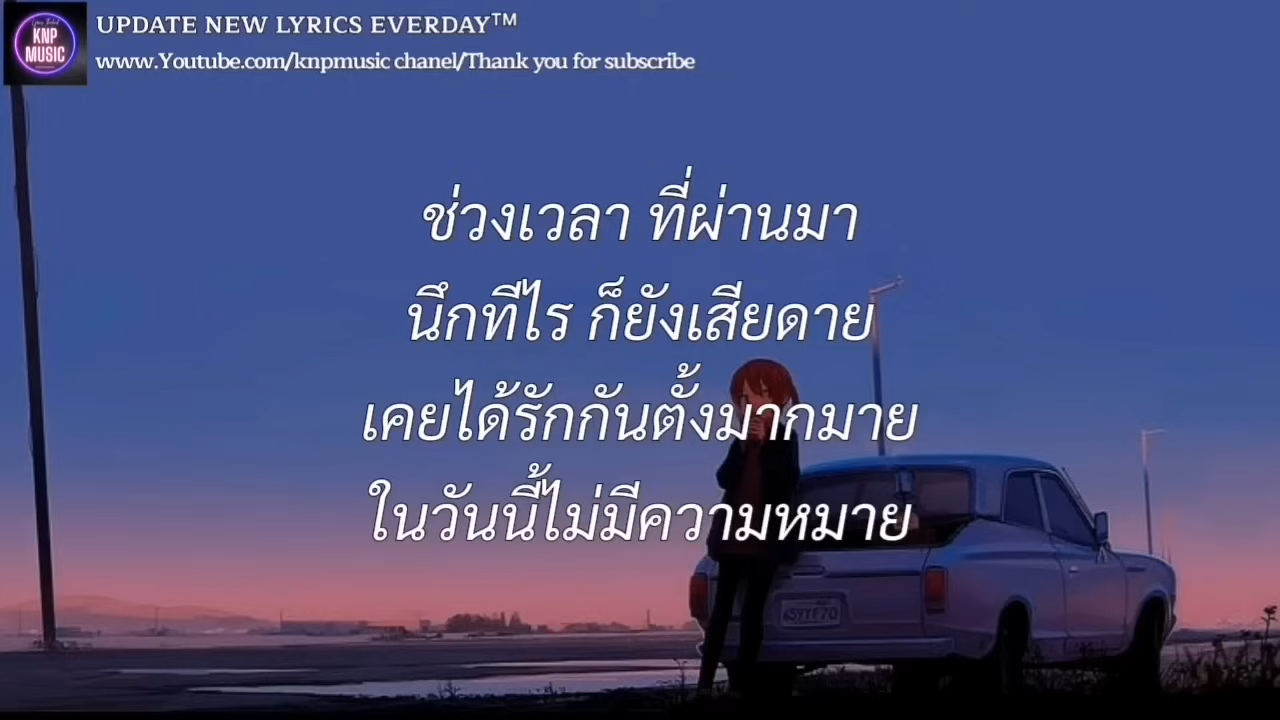 KNP
MUSIC
UPDATE NEW LYRICS EVERDAY™
www.Youtube.com/knpmusic chanel/Thank you for subscribe
ช่วงเวลา ที่ผ่านมา
นึกทีไร ก็ยังเสียดาย
เคยได้รักกันตั้งมากมาย
ในวันนี้ไม่มีความหมาย